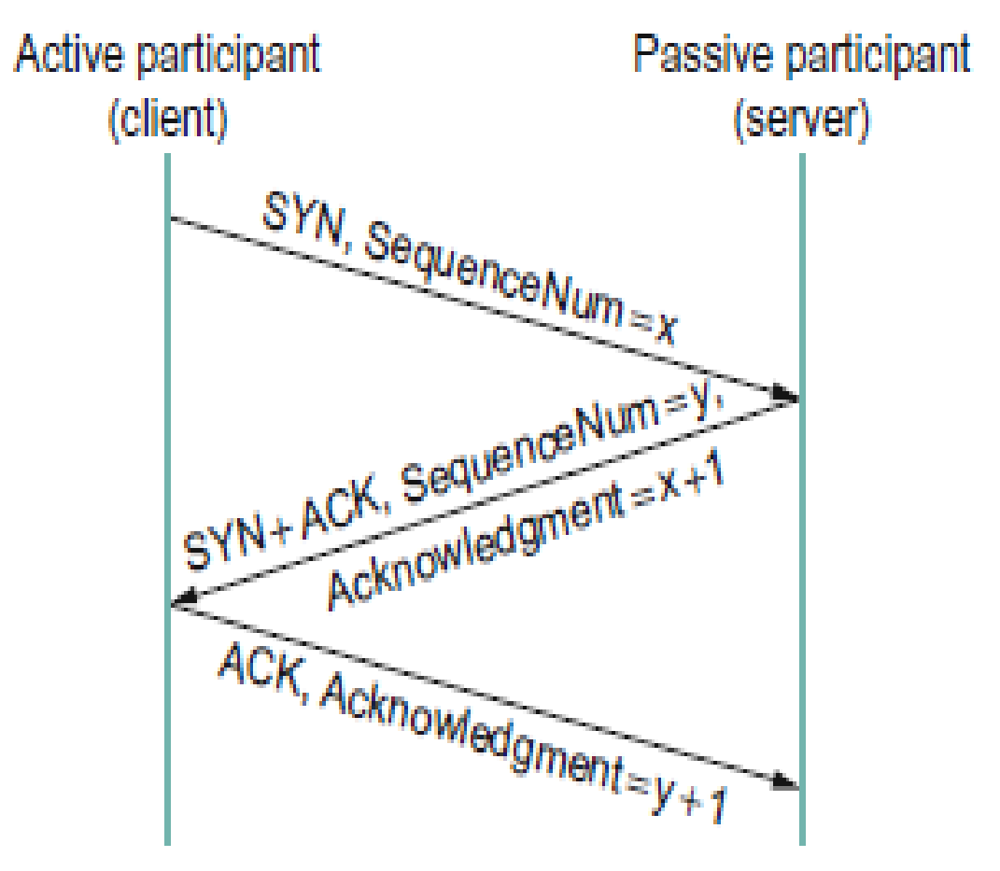 Active participant
(client)
Passive participant
(server)
SYN, SequenceNum=x
SYN+ACK, SequenceNum=y,
Acknowledgment=x+1
ACK, Acknowledgment=y+1